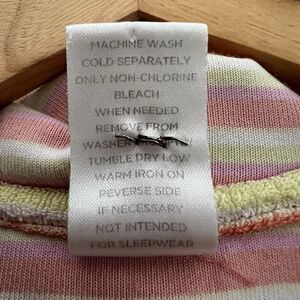 MACHINE WASH
COLD SEPARATELY
ONLY NON-CHLORINE
BLEACH
WHEN NEEDED
REMOVE FROM
WASHER
TUMBLE DRY LOW
WARM IRON ON
REVERSE SIDE
IF NECESSARY
NOT INTENDED
FOR SLEEPWEAR